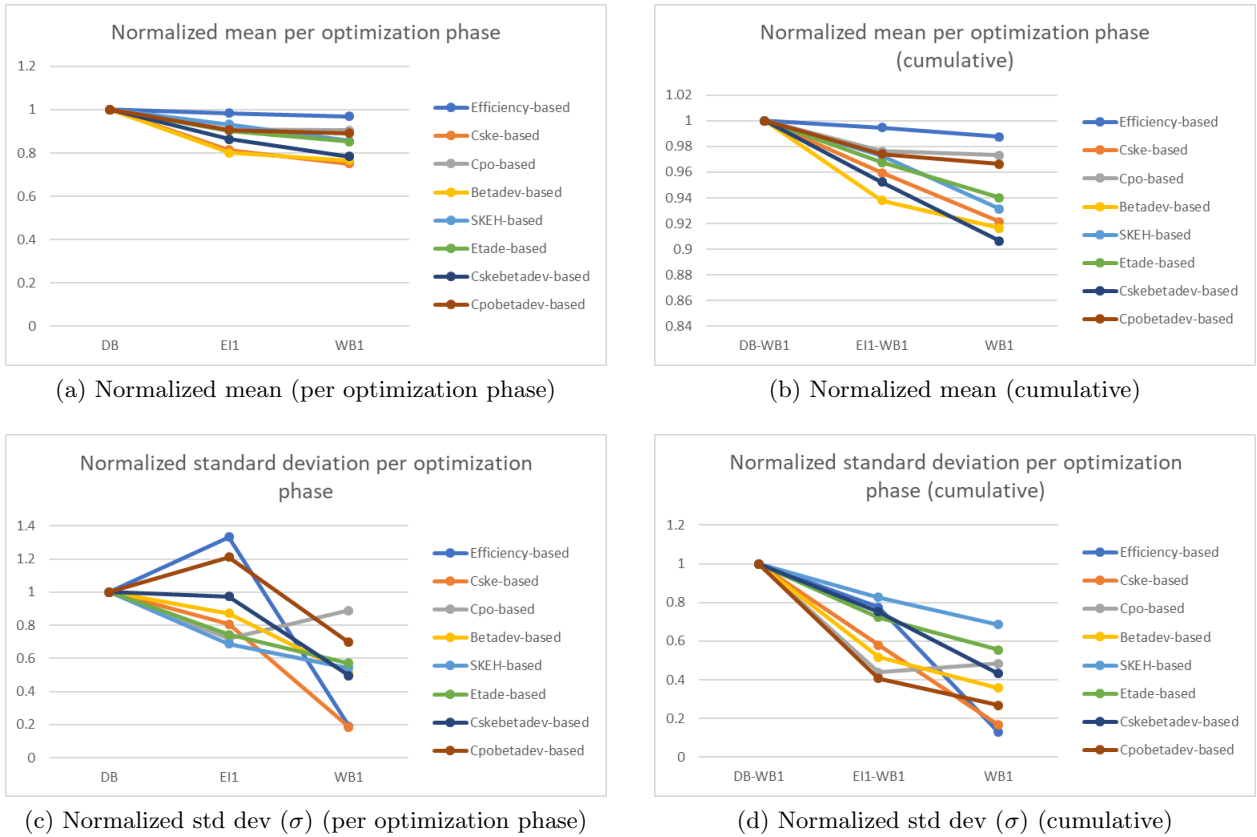 Normalized mean per optimization phase
1.2
1
0.8
0.6
0.4
0.2
0
DB
EI1
WB1
Efficiency-based
Cske-based
Cpo-based
Betadev-based
SKEH-based
Etade-based
Cskebetadev-based
Cpobetadev-based
(a) Normalized mean (per optimization phase)
Normalized mean per optimization phase
(cumulative)
1.02
1
0.98
0.96
0.94
0.92
0.9
0.88
0.86
0.84
DB-WB1
EI1-WB1
WB1
Efficiency-based
Cske-based
Cpo-based
Betadev-based
SKEH-based
Etade-based
Cskebetadev-based
Cpobetadev-based
(b) Normalized mean (cumulative)
Normalized standard deviation per optimization
phase
1.4
1.2
1
0.8
0.6
0.4
0.2
0
DB
EI1
WB1
Efficiency-based
Cske-based
Cpo-based
Betadev-based
SKEH-based
Etade-based
Cskebetadev-based
Cpobetadev-based
(c) Normalized std dev (σ) (per optimization phase)
Normalized standard deviation per optimization
phase (cumulative)
1.2
1
0.8
0.6
0.4
0.2
0
DB-WB1
EI1-WB1
WB1
Efficiency-based
Cske-based
Cpo-based
Betadev-based
SKEH-based
Etade-based
Cskebetadev-based
Cpobetadev-based
(d) Normalized std dev (σ) (cumulative)